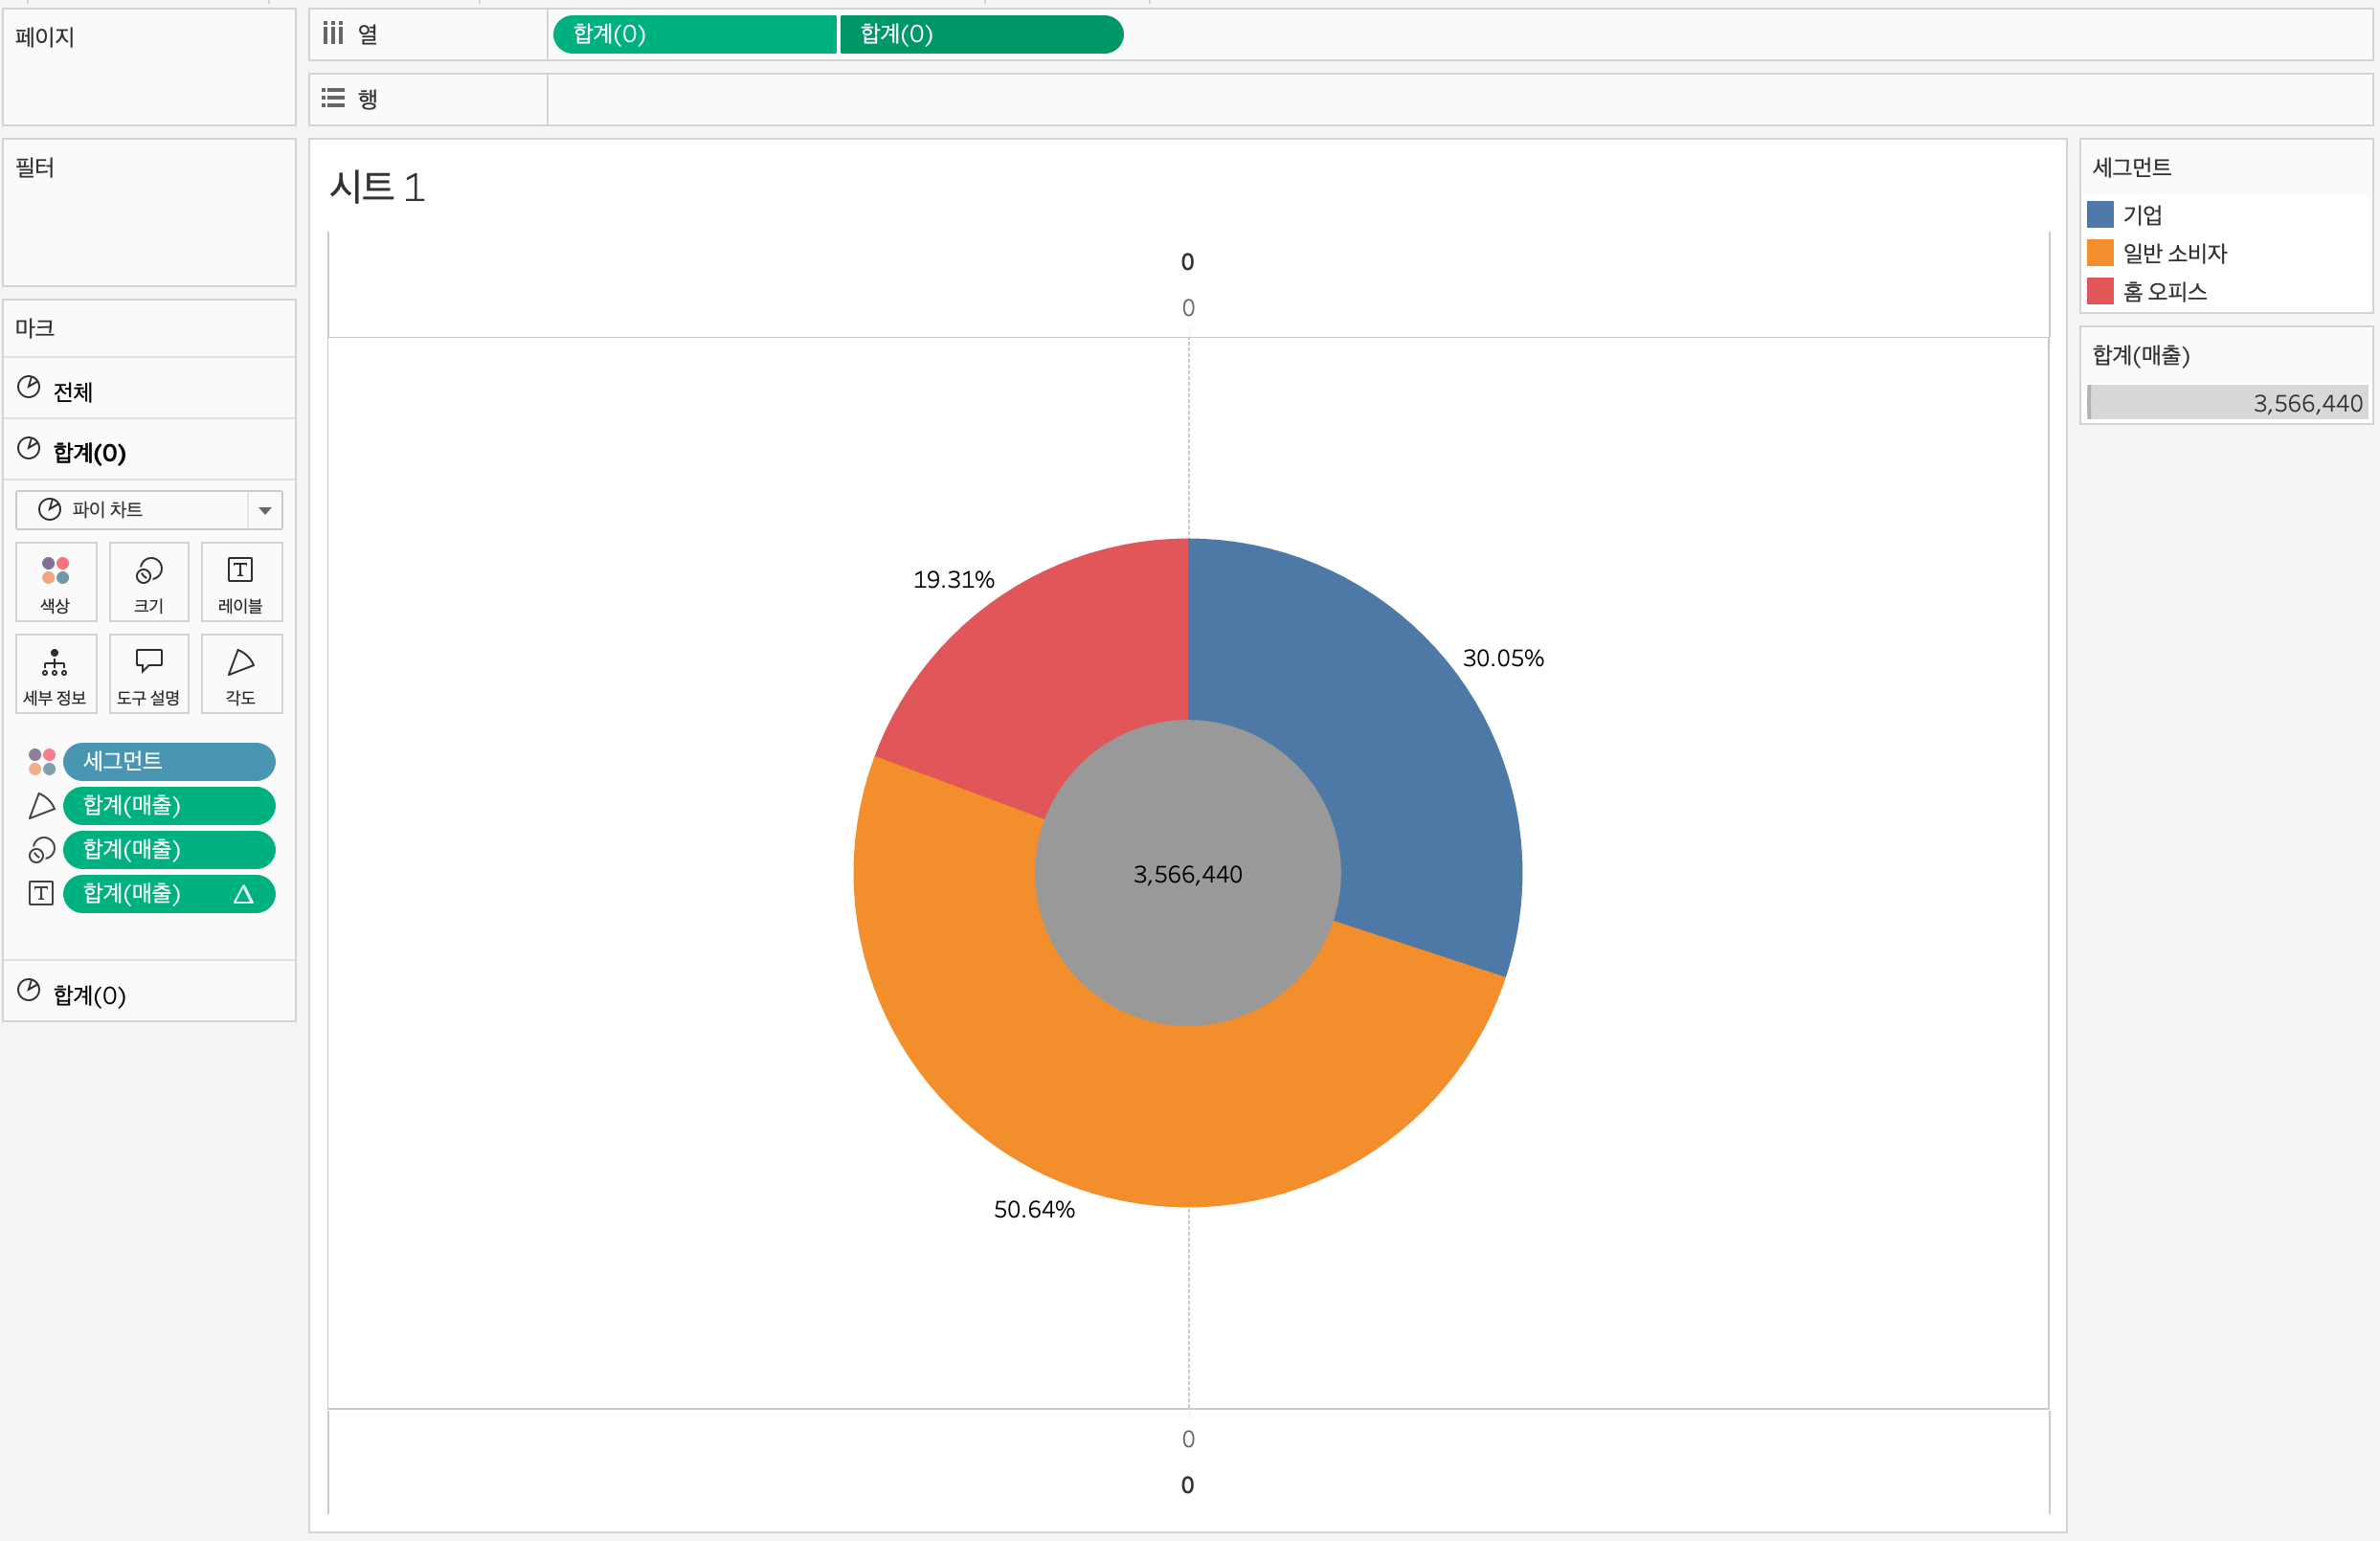 페이지
열
합계(0)
합계(0)
행
필터
마크
전체
합계(0)
파이 차트
색상
크기
레이블
세부 정보
도구 설명
각도
세그먼트
합계(매출)
합계(매출)
합계(매출)
합계(0)
시트 1
0
0
19.31%
30.05%
3,566,440
50.64%
0
0
세그먼트
기업
일반 소비자
홈 오피스
합계(매출)
3,566,440